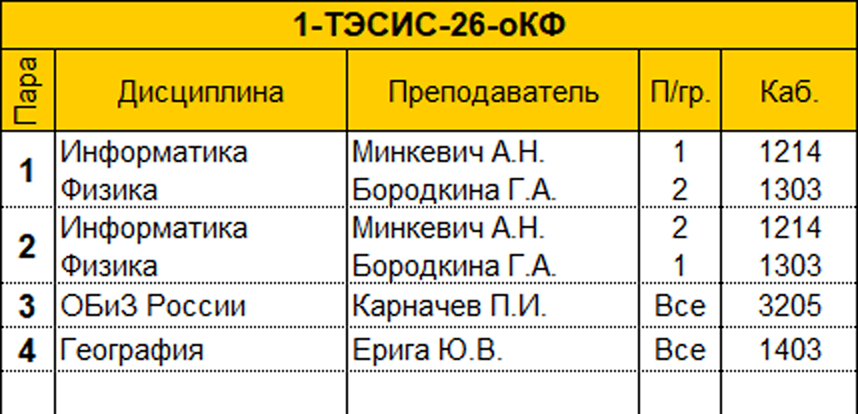 1-ТЭСИС-26-оКФ
Пара Дисциплина Преподаватель П/гр. Каб.
1 Информатика Минкевич А.Н. 1 1214
Физика Бородкина Г.А. 2 1303
2 Информатика Минкевич А.Н. 2 1214
Физика Бородкина Г.А. 1 1303
3 ОБиЗ России Карначев П.И. Все 3205
4 География Ерига Ю.В. Все 1403